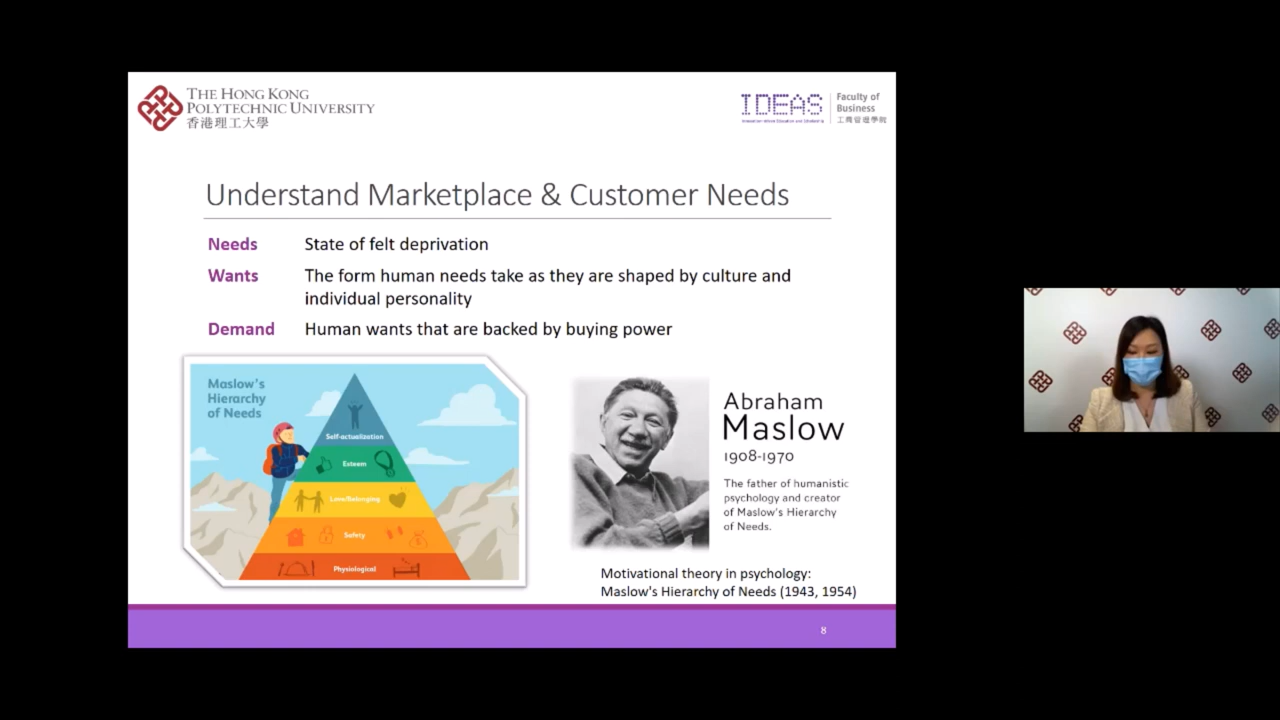 THE HONG KONG
POLYTECHNIC UNIVERSITY
香港理工大學
IDEAS
Faculty of
Business
工商管理學院
Understand Marketplace & Customer Needs
Needs State of felt deprivation
Wants The form human needs take as they are shaped by culture and
individual personality
Demand Human wants that are backed by buying power
Maslow's
Hierarchy
of Needs
Self-actualization
Esteem
Love/Belonging
Safety
Physiological
Abraham
Maslow
1908-1970
The father of humanistic
psychology and creator
of Maslow's Hierarchy
of Needs.
Motivational theory in psychology:
Maslow's Hierarchy of Needs (1943, 1954)
8